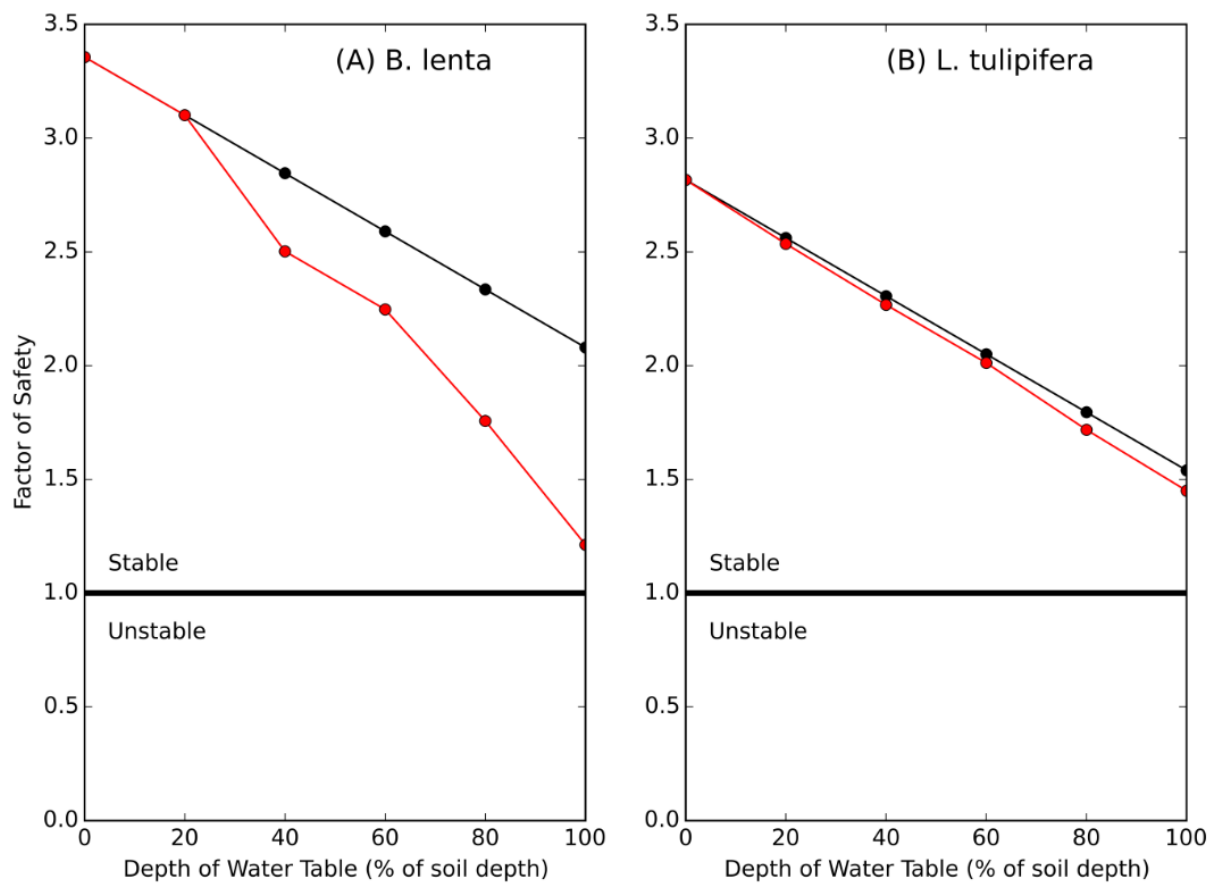 (A) B. lenta
3.5
3.0
2.5
2.0
1.5
1.0
0.5
0.0
Factor of Safety
Stable
Unstable
0 20 40 60 80 100
Depth of Water Table (% of soil depth)
(B) L. tulipifera
3.5
3.0
2.5
2.0
1.5
1.0
0.5
0.0
Stable
Unstable
0 20 40 60 80 100
Depth of Water Table (% of soil depth)